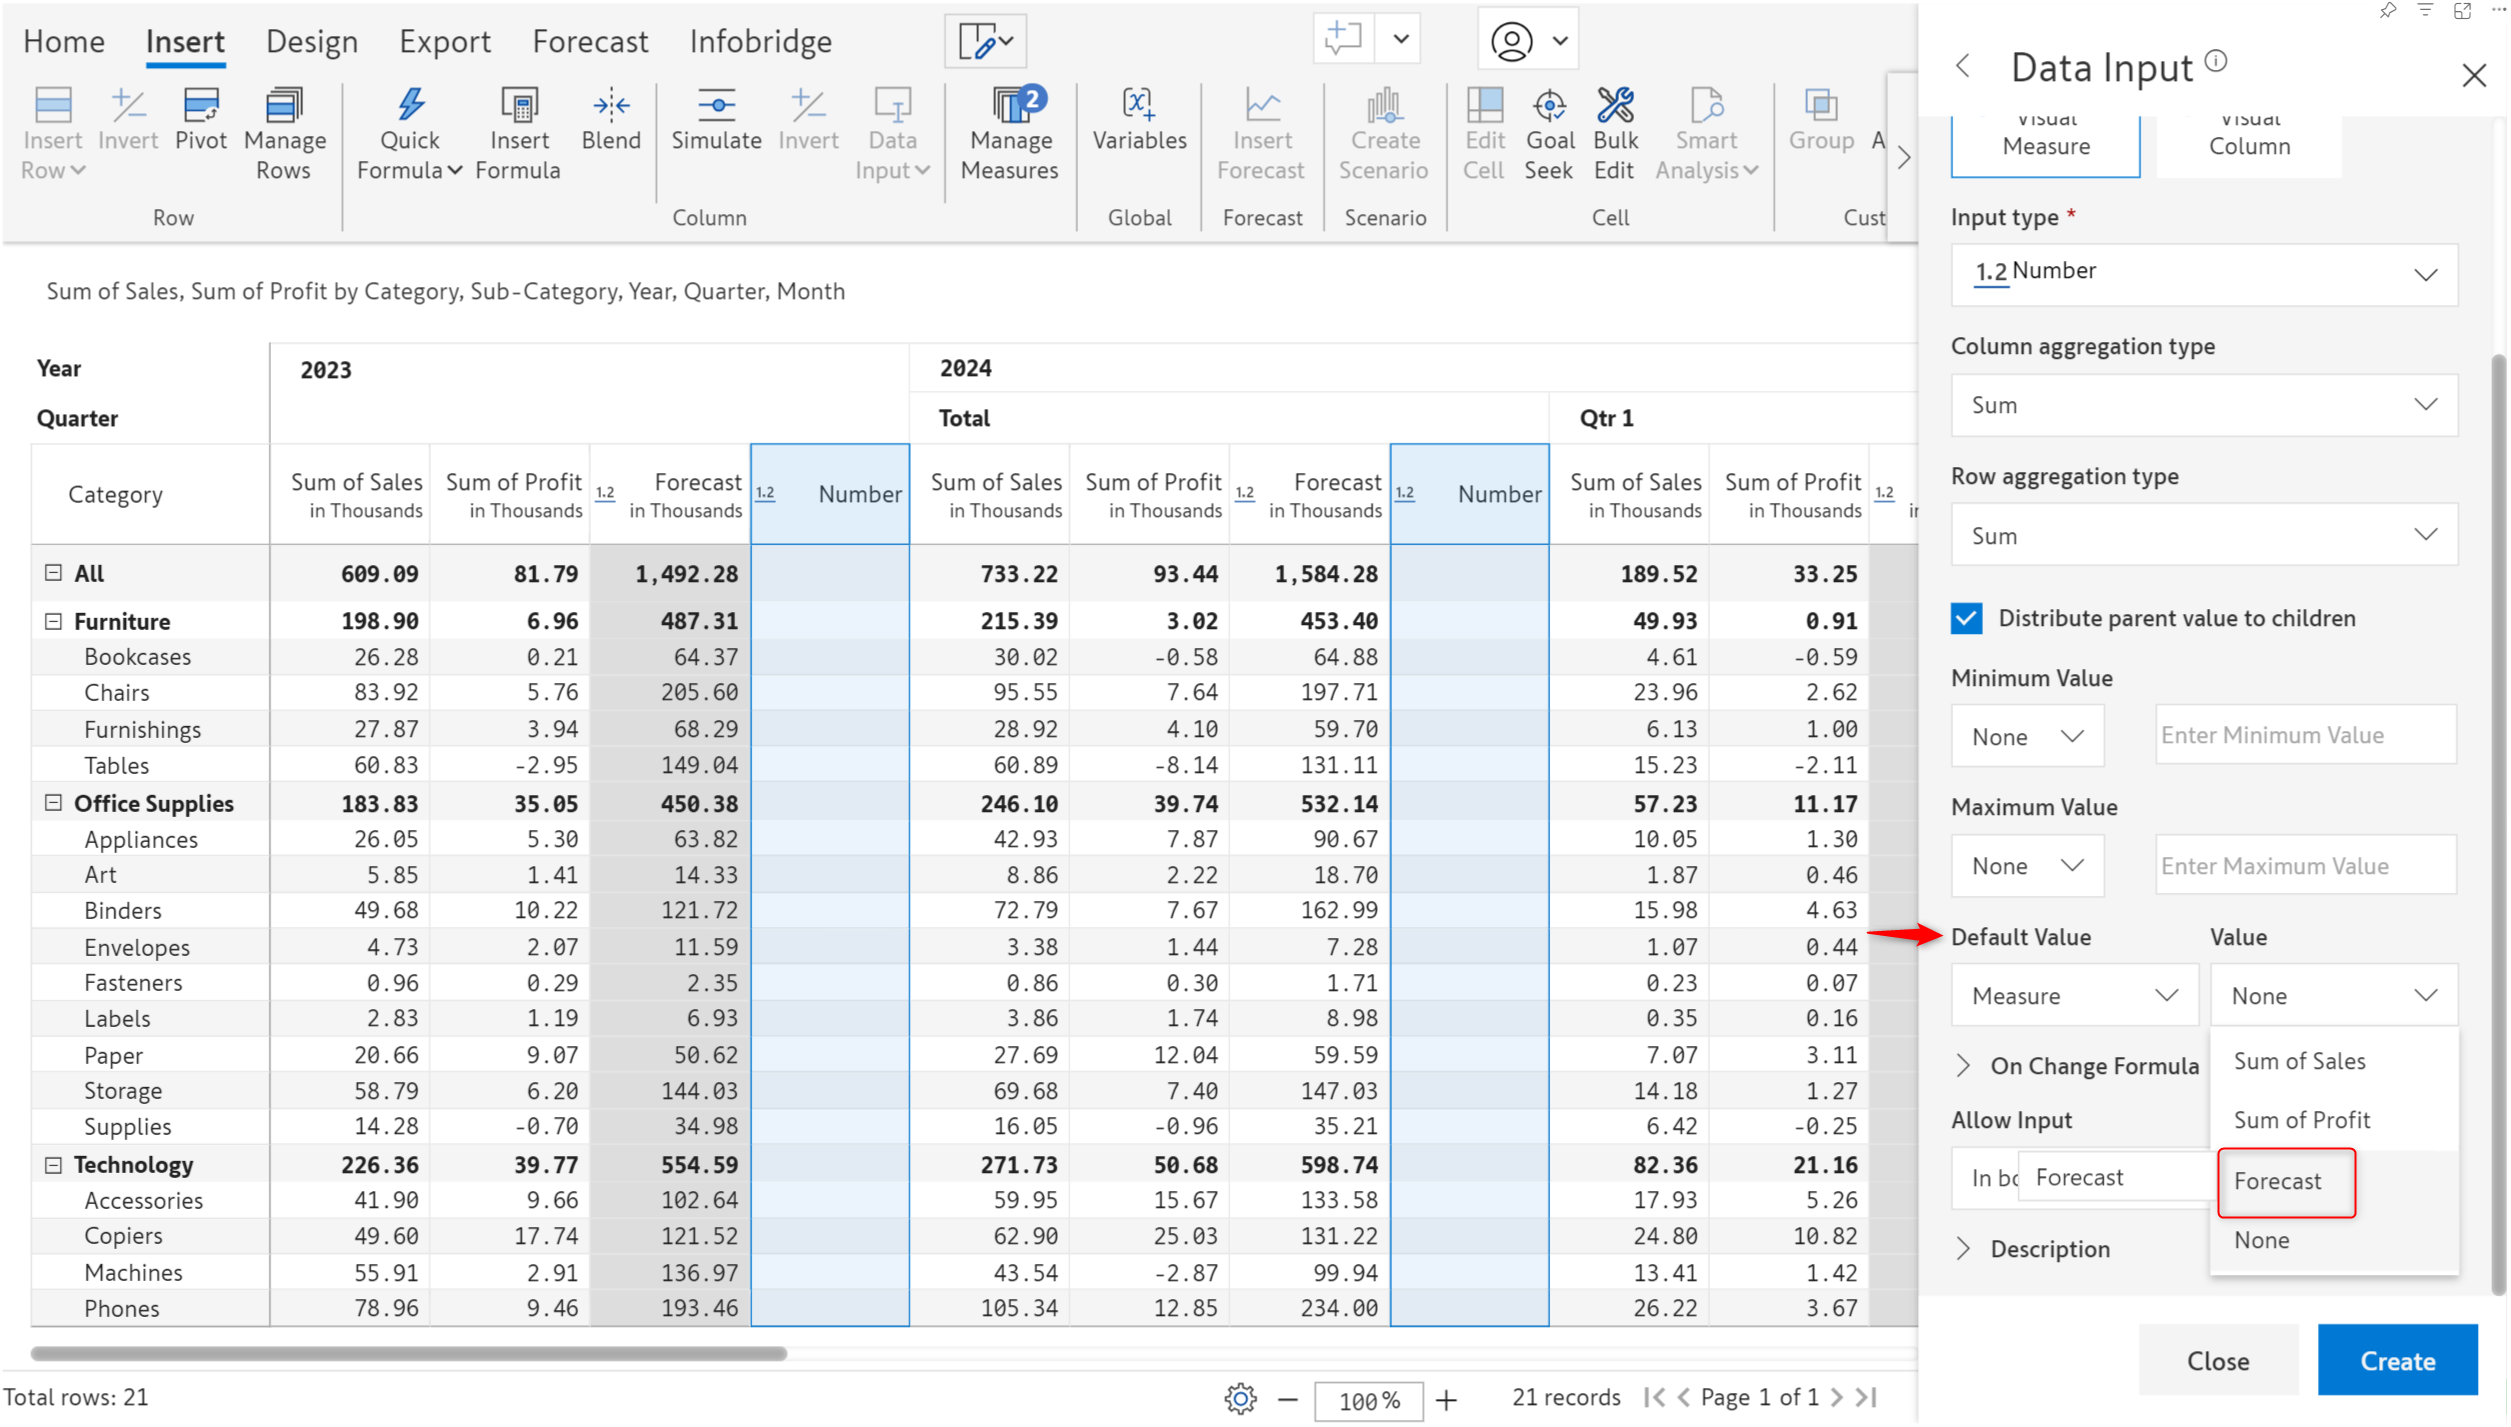 Home Insert Design Export Forecast Infobridge
Insert Row Invert Pivot Manage Rows
Row
Quick Formula Insert Formula Blend Simulate Invert Data Input
Column
2
Manage Measures
Variables
Global
Insert Forecast
Forecast
Create Scenario
Scenario
Edit Cell Goal Seek Bulk Edit Smart Analysis
Cell
Group A
Cust
Sum of Sales, Sum of Profit by Category, Sub-Category, Year, Quarter, Month
Year 2023 2024
Quarter Total Qtr 1
Category Sum of Sales in Thousands Sum of Profit in Thousands 1.2 Forecast in Thousands 1.2 Number Sum of Sales in Thousands Sum of Profit in Thousands 1.2 Forecast in Thousands 1.2 Number Sum of Sales in Thousands Sum of Profit in Thousands 1.2
All 609.09 81.79 1,492.28 733.22 93.44 1,584.28 189.52 33.25
Furniture 198.90 6.96 487.31 215.39 3.02 453.40 49.93 0.91
Bookcases 26.28 0.21 64.37 30.02 -0.58 64.88 4.61 -0.59
Chairs 83.92 5.76 205.60 95.55 7.64 197.71 23.96 2.62
Furnishings 27.87 3.94 68.29 28.92 4.10 59.70 6.13 1.00
Tables 60.83 -2.95 149.04 60.89 -8.14 131.11 15.23 -2.11
Office Supplies 183.83 35.05 450.38 246.10 39.74 532.14 57.23 11.17
Appliances 26.05 5.30 63.82 42.93 7.87 90.67 10.05 1.30
Art 5.85 1.41 14.33 8.86 2.22 18.70 1.87 0.46
Binders 49.68 10.22 121.72 72.79 7.67 162.99 15.98 4.63
Envelopes 4.73 2.07 11.59 3.38 1.44 7.28 1.07 0.44
Fasteners 0.96 0.29 2.35 0.86 0.30 1.71 0.23 0.07
Labels 2.83 1.19 6.93 3.86 1.74 8.98 0.35 0.16
Paper 20.66 9.07 50.62 27.69 12.04 59.59 7.07 3.11
Storage 58.79 6.20 144.03 69.68 7.40 147.03 14.18 1.27
Supplies 14.28 -0.70 34.98 16.05 -0.96 35.21 6.42 -0.25
Technology 226.36 39.77 554.59 271.73 50.68 598.74 82.36 21.16
Accessories 41.90 9.66 102.64 59.95 15.67 133.58 17.93 5.26
Copiers 49.60 17.74 121.52 62.90 25.03 131.22 24.80 10.82
Machines 55.91 2.91 136.97 43.54 -2.87 99.94 13.41 1.42
Phones 78.96 9.46 193.46 105.34 12.85 234.00 26.22 3.67
Total rows: 21
100 %
21 records
Page 1 of 1
Data Input
Visual Measure
Visual Column
Input type *
1.2 Number
Column aggregation type
Sum
Row aggregation type
Sum
Distribute parent value to children
Minimum Value
None Enter Minimum Value
Maximum Value
None Enter Maximum Value
Default Value Value
Measure None
Sum of Sales
On Change Formula
Allow Input
Sum of Profit
In bo
Forecast
Forecast
None
Description
Close Create